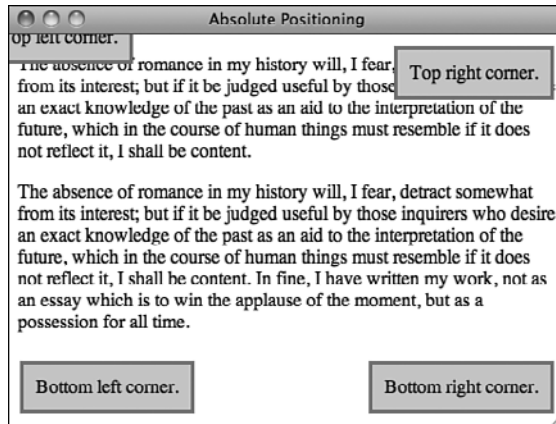 Absolute Positioning
op left corner.
The absence of romance in my history will, I fear,
Top right corner.
from its interest; but if it be judged useful by those
an exact knowledge of the past as an aid to the interpretation of the
future, which in the course of human things must resemble if it does
not reflect it, I shall be content.
The absence of romance in my history will, I fear, detract somewhat
from its interest; but if it be judged useful by those inquirers who desire
an exact knowledge of the past as an aid to the interpretation of the
future, which in the course of human things must resemble if it does
not reflect it, I shall be content. In fine, I have written my work, not as
an essay which is to win the applause of the moment, but as a
possession for all time.
Bottom left corner.
Bottom right corner.